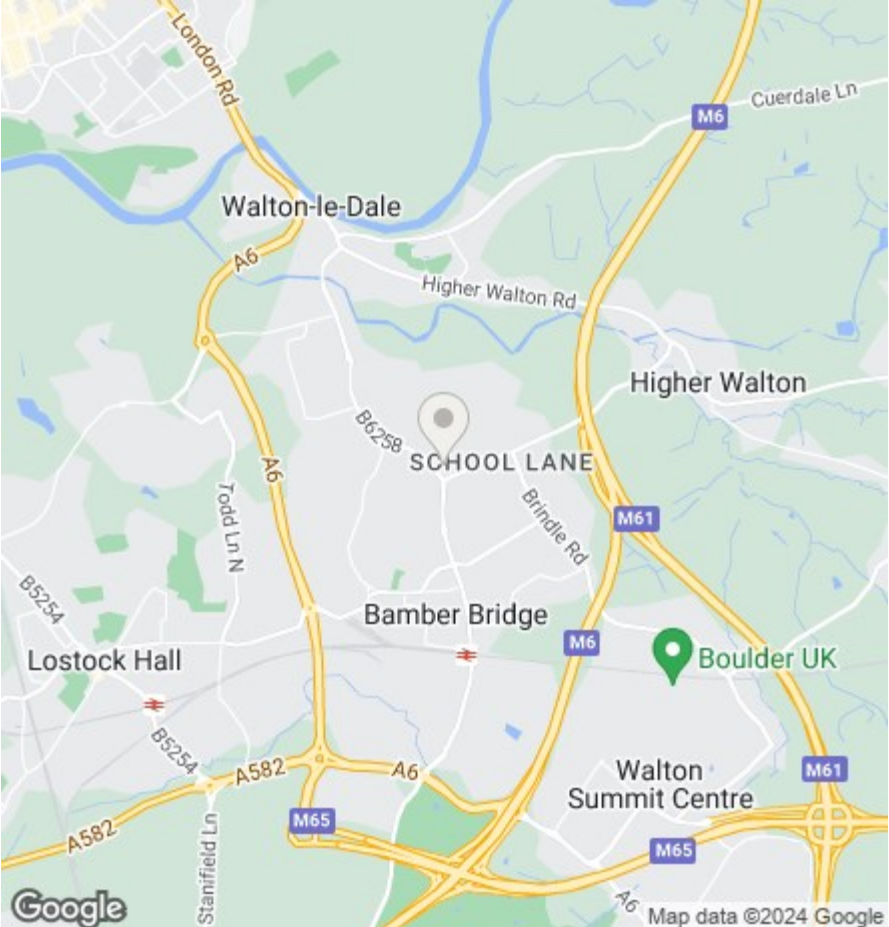 London Rd
M6
Cuerdale Ln
Walton-le-Dale
A6
Higher Walton Rd
Higher Walton
B6258
SCHOOL LANE
A6
Todd Ln N
Brindle Rd
M61
B5254
Bamber Bridge
M6
Boulder UK
Lostock Hall
B5254
A582
A6
Walton
Summit Centre
M61
M65
A582
Stanifield Ln
M65
A6
Google
Map data ©2024 Google